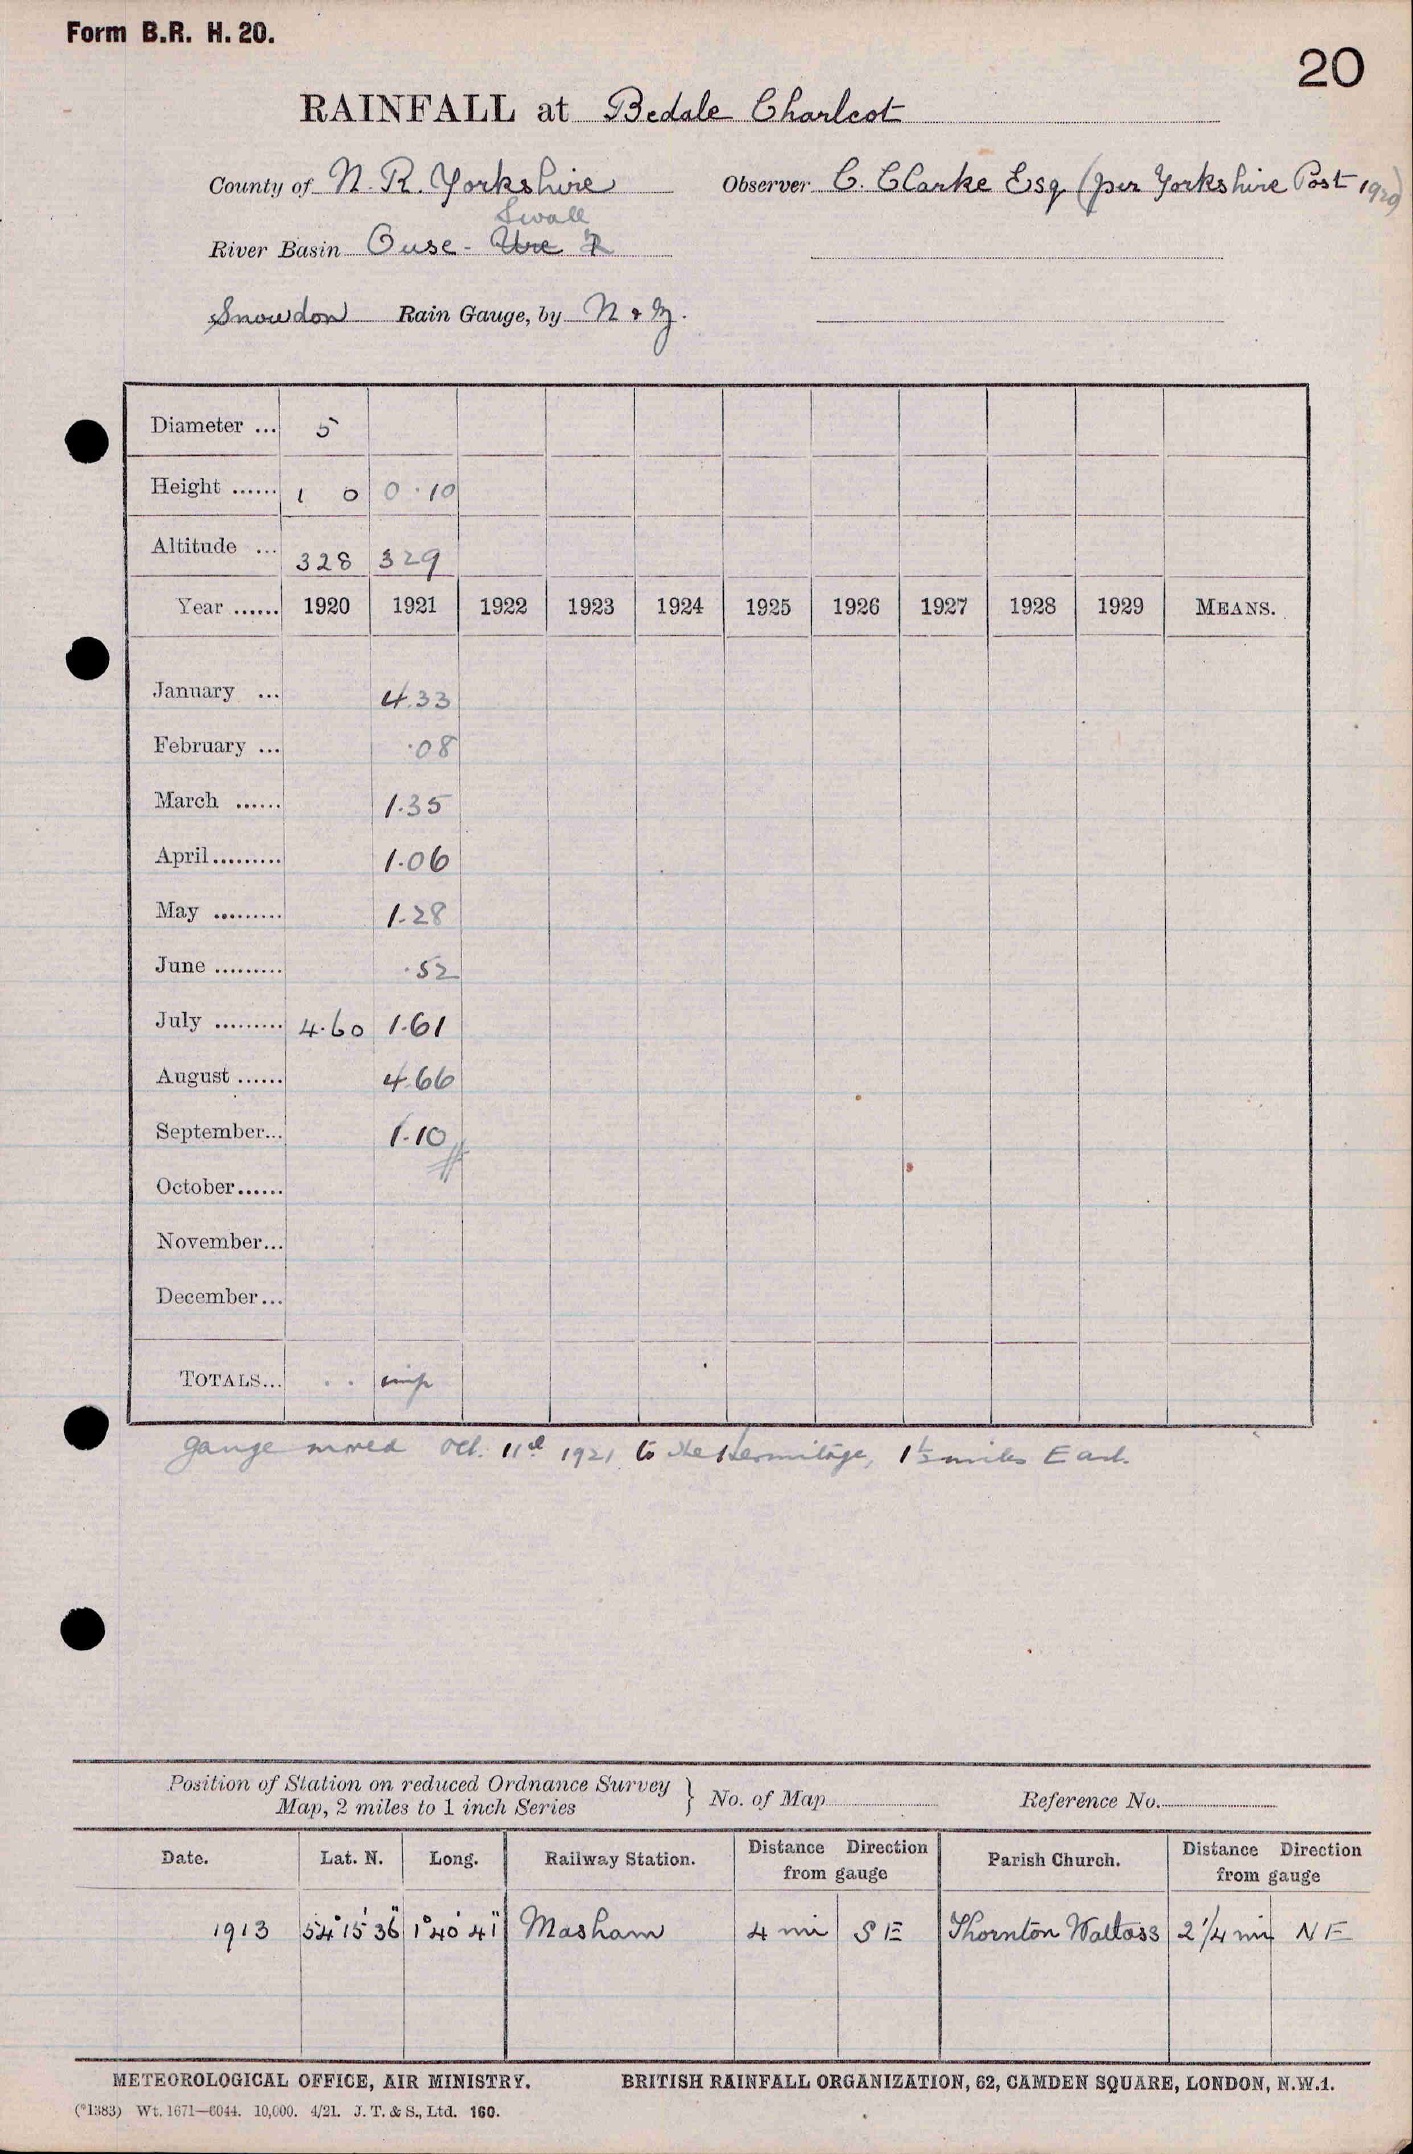 Form B.R. H. 20.
20
RAINFALL at Bedale Charlcot
County of N. R. Yorkshire Observer C. Clarke Esq (per Yorkshire Post 1920)
Swale
River Basin Ouse - Ure R
Snowdon Rain Gauge, by N & Z.
Diameter ... 5
Height ...... 1 0 0·10
Altitude ... 328 329
Year ...... 1920 1921 1922 1923 1924 1925 1926 1927 1928 1929 MEANS.
January ... 4.33
February ... ·08
March ...... 1.35
April ......... 1.06
May ......... 1.28
June ......... ·52
July ......... 4.60 1.61
August ...... 4.66
September... 1.10
October......
November...
December...
TOTALS... . . imp
Gauge moved Oct. 11th 1921 to the Hermitage, 1½ miles East.
Position of Station on reduced Ordnance Survey } No. of Map Reference No.
Map, 2 miles to 1 inch Series
Date. Lat. N. Long. Railway Station. Distance Direction from gauge Parish Church. Distance Direction from gauge
1913 54° 15' 36" 1° 40' 41" Masham 4 mi S E Thornton Watlass 2 1/4 mi N E
METEOROLOGICAL OFFICE, AIR MINISTRY. BRITISH RAINFALL ORGANIZATION, 62, CAMDEN SQUARE, LONDON, N.W.1.
(*1383) Wt. 1671—6044. 10,000. 4/21. J. T. & S., Ltd. 160.